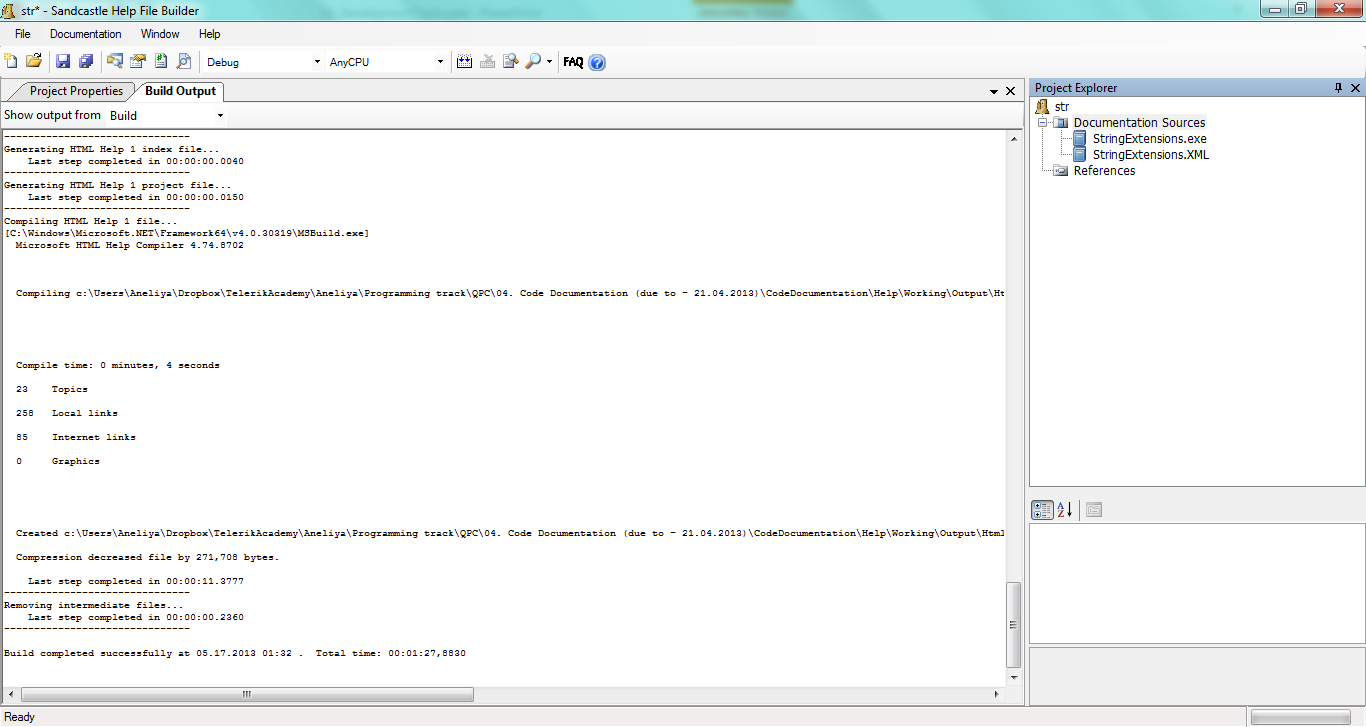 str* - Sandcastle Help File Builder
File Documentation Window Help
Debug AnyCPU FAQ
Project Properties Build Output
Show output from Build
-------------------------------
Generating HTML Help 1 index file...
Last step completed in 00:00:00.0040
-------------------------------
Generating HTML Help 1 project file...
Last step completed in 00:00:00.0150
-------------------------------
Compiling HTML Help 1 file...
[C:\Windows\Microsoft.NET\Framework64\v4.0.30319\MSBuild.exe]
Microsoft HTML Help Compiler 4.74.8702
Compiling c:\Users\Aneliya\Dropbox\TelerikAcademy\Aneliya\Programming track\QPC\04. Code Documentation (due to - 21.04.2013)\CodeDocumentation\Help\Working\Output\Ht
Compile time: 0 minutes, 4 seconds
23 Topics
258 Local links
85 Internet links
0 Graphics
Created c:\Users\Aneliya\Dropbox\TelerikAcademy\Aneliya\Programming track\QPC\04. Code Documentation (due to - 21.04.2013)\CodeDocumentation\Help\Working\Output\Html
Compression decreased file by 271,708 bytes.
Last step completed in 00:00:11.3777
-------------------------------
Removing intermediate files...
Last step completed in 00:00:00.2360
-------------------------------
Build completed successfully at 05.17.2013 01:32 .  Total time: 00:01:27,8830
Project Explorer
str
Documentation Sources
StringExtensions.exe
StringExtensions.XML
References
Ready